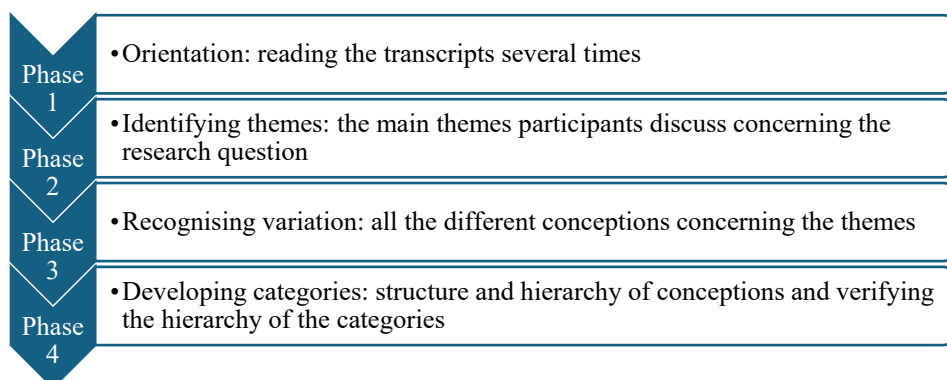 Phase
1
•Orientation: reading the transcripts several times
Phase
2
•Identifying themes: the main themes participants discuss concerning the
research question
Phase
3
•Recognising variation: all the different conceptions concerning the themes
Phase
4
•Developing categories: structure and hierarchy of conceptions and verifying
the hierarchy of the categories